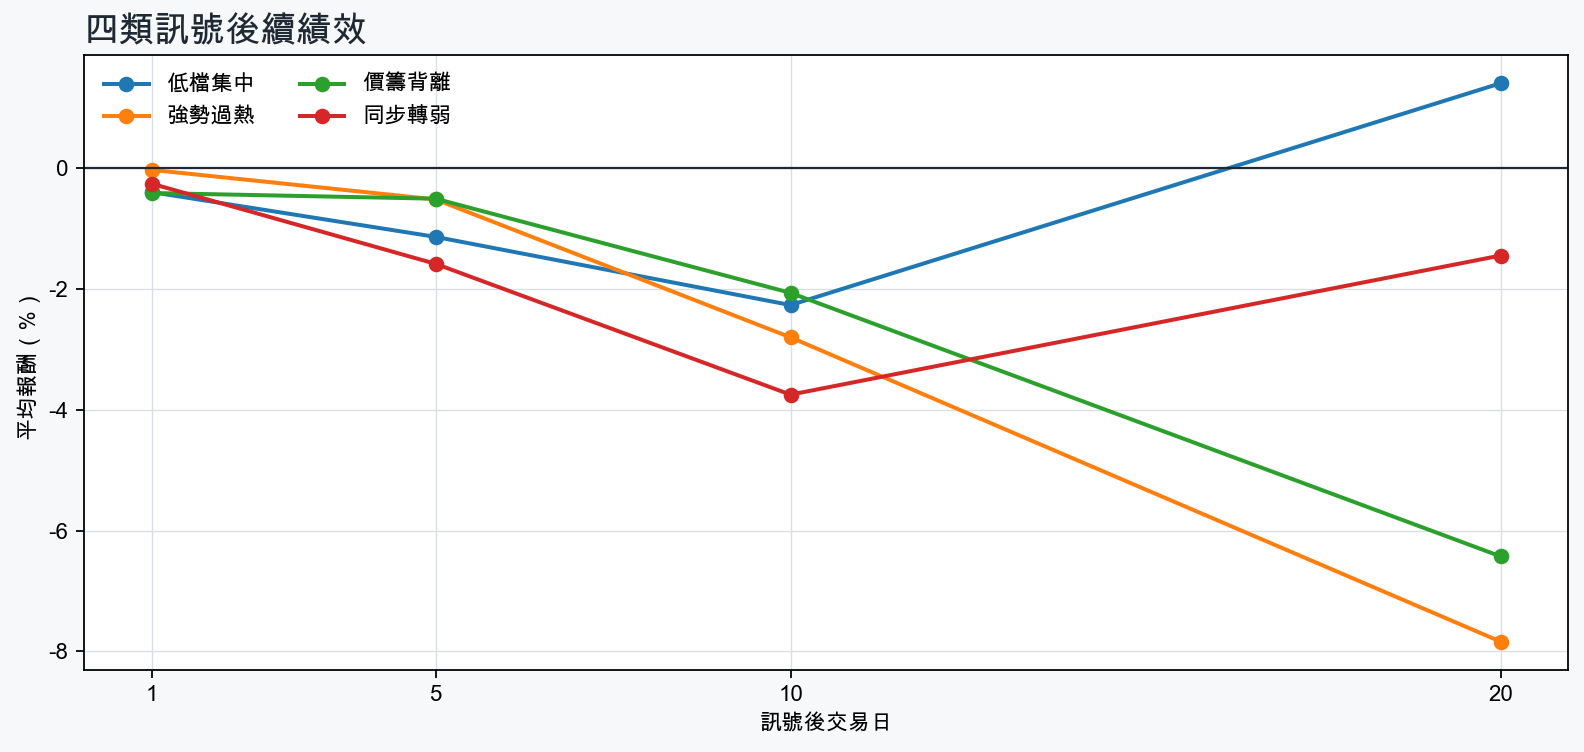 四類訊號後續績效
低檔集中
強勢過熱
價籌背離
同步轉弱
平均報酬（%）
0
-2
-4
-6
-8
1
5
10
20
訊號後交易日